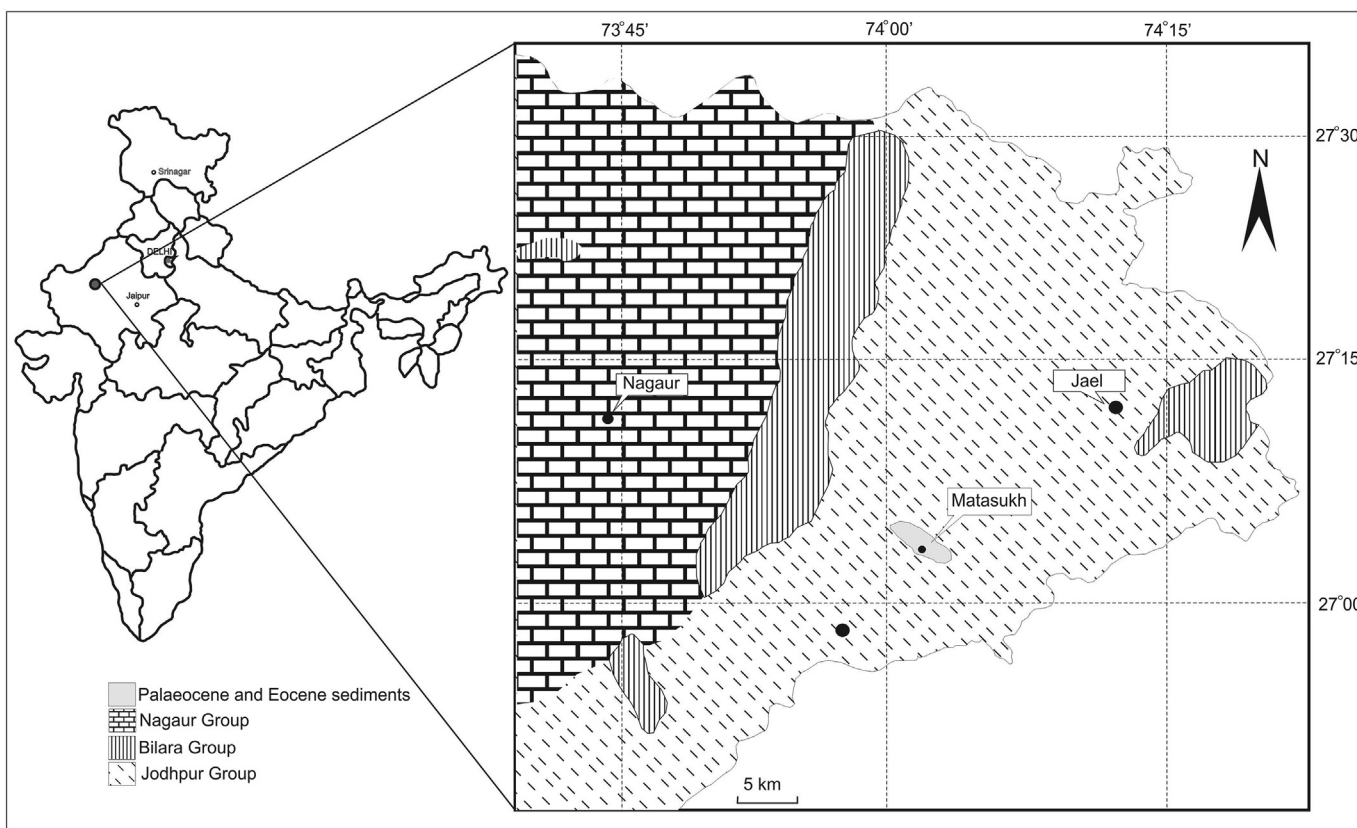 73°45' 74°00' 74°15'
27°30
N
Srinagar
DELHI
Jaipur
27°15
Nagaur
Jael
Matasukh
27°00
Palaeocene and Eocene sediments
Nagaur Group
Bilara Group
Jodhpur Group
5 km